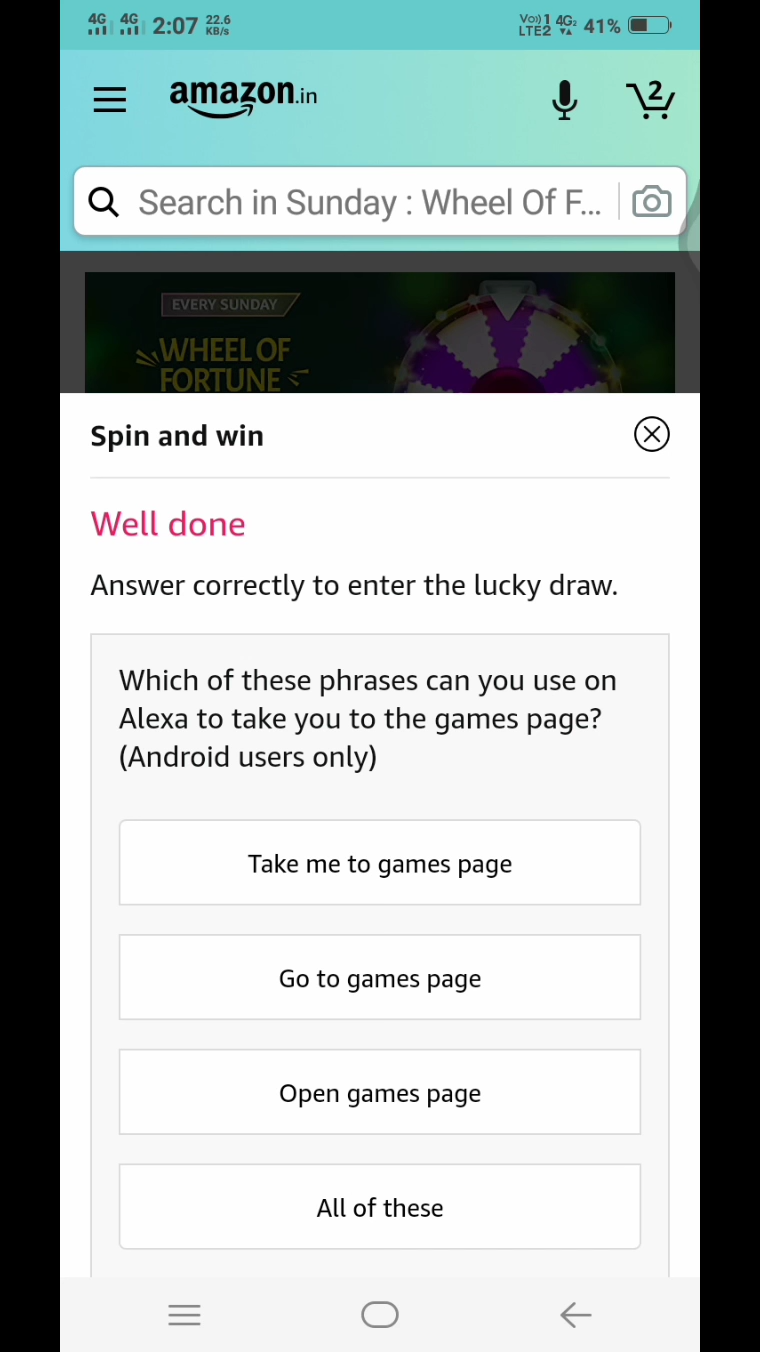 4G 4G 2:07 22.6 KB/s Vo) 1 LTE2 4G2 41%
amazon.in
2
Search in Sunday : Wheel Of F...
EVERY SUNDAY
WHEEL OF
FORTUNE
Spin and win
Well done
Answer correctly to enter the lucky draw.
Which of these phrases can you use on
Alexa to take you to the games page?
(Android users only)
Take me to games page
Go to games page
Open games page
All of these